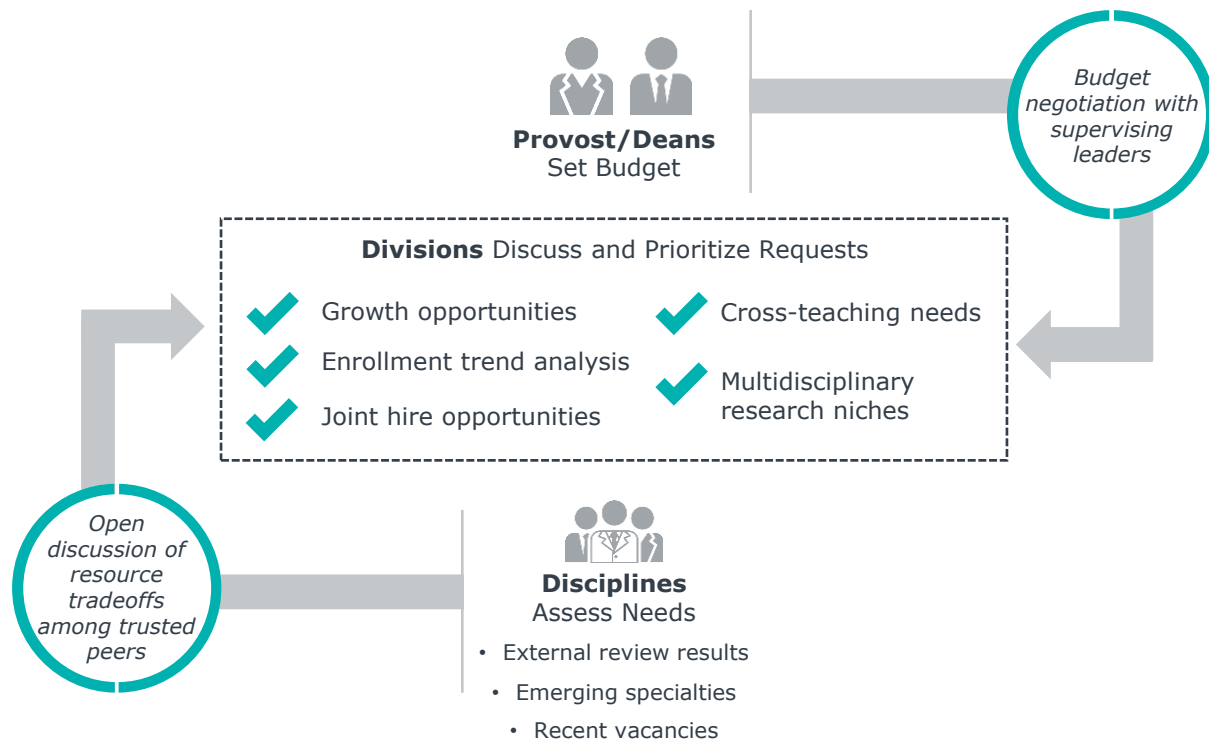 Provost/Deans
Set Budget
Budget
negotiation with
supervising
leaders
Divisions Discuss and Prioritize Requests
Growth opportunities
Enrollment trend analysis
Joint hire opportunities
Cross-teaching needs
Multidisciplinary
research niches
Open
discussion of
resource
tradeoffs
among trusted
peers
Disciplines
Assess Needs
• External review results
• Emerging specialties
• Recent vacancies